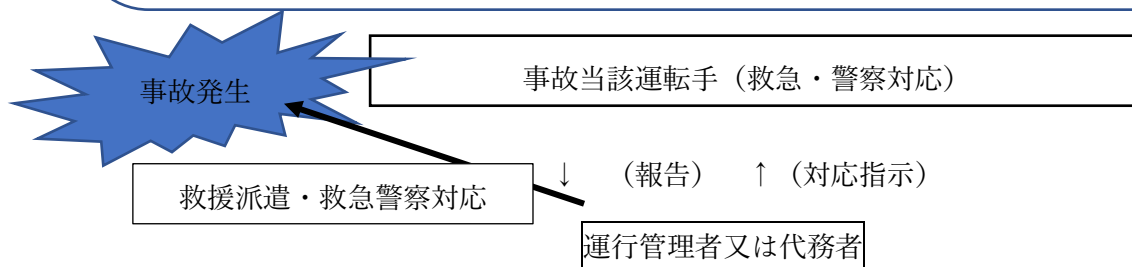 事故発生
事故当該運転手（救急・警察対応）
↓　（報告）　↑（対応指示）
救援派遣・救急警察対応
運行管理者又は代務者